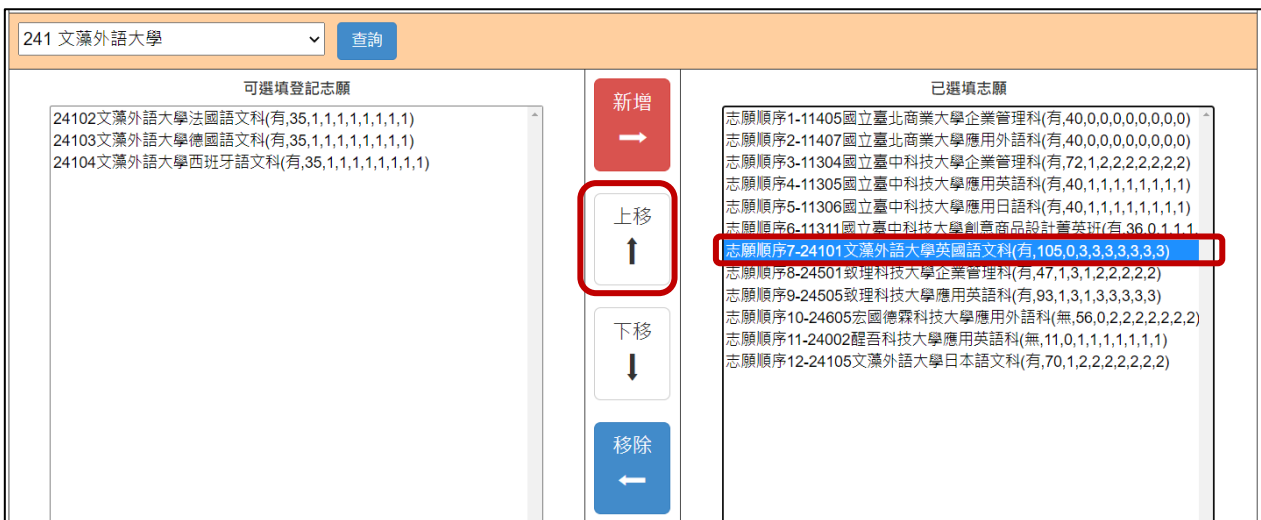 241 文藻外語大學
查詢
可選填登記志願
24102文藻外語大學法國語文科(有,35,1,1,1,1,1,1,1,1)
24103文藻外語大學德國語文科(有,35,1,1,1,1,1,1,1,1)
24104文藻外語大學西班牙語文科(有,35,1,1,1,1,1,1,1,1)
新增
上移
下移
移除
已選填志願
志願順序1-11405國立臺北商業大學企業管理科(有,40,0,0,0,0,0,0,0,0)
志願順序2-11407國立臺北商業大學應用外語科(有,40,0,0,0,0,0,0,0,0)
志願順序3-11304國立臺中科技大學企業管理科(有,72,1,2,2,2,2,2,2,2)
志願順序4-11305國立臺中科技大學應用英語科(有,40,1,1,1,1,1,1,1,1)
志願順序5-11306國立臺中科技大學應用日語科(有,40,1,1,1,1,1,1,1,1)
志願順序6-11311國立臺中科技大學創意商品設計菁英班(有,36,0,1,1,1,
志願順序7-24101文藻外語大學英國語文科(有,105,0,3,3,3,3,3,3,3)
志願順序8-24501致理科技大學企業管理科(有,47,1,3,1,2,2,2,2,2)
志願順序9-24505致理科技大學應用英語科(有,93,1,3,1,3,3,3,3,3)
志願順序10-24605宏國德霖科技大學應用外語科(無,56,0,2,2,2,2,2,2,2)
志願順序11-24002醒吾科技大學應用英語科(無,11,0,1,1,1,1,1,1,1)
志願順序12-24105文藻外語大學日本語文科(有,70,1,2,2,2,2,2,2,2)